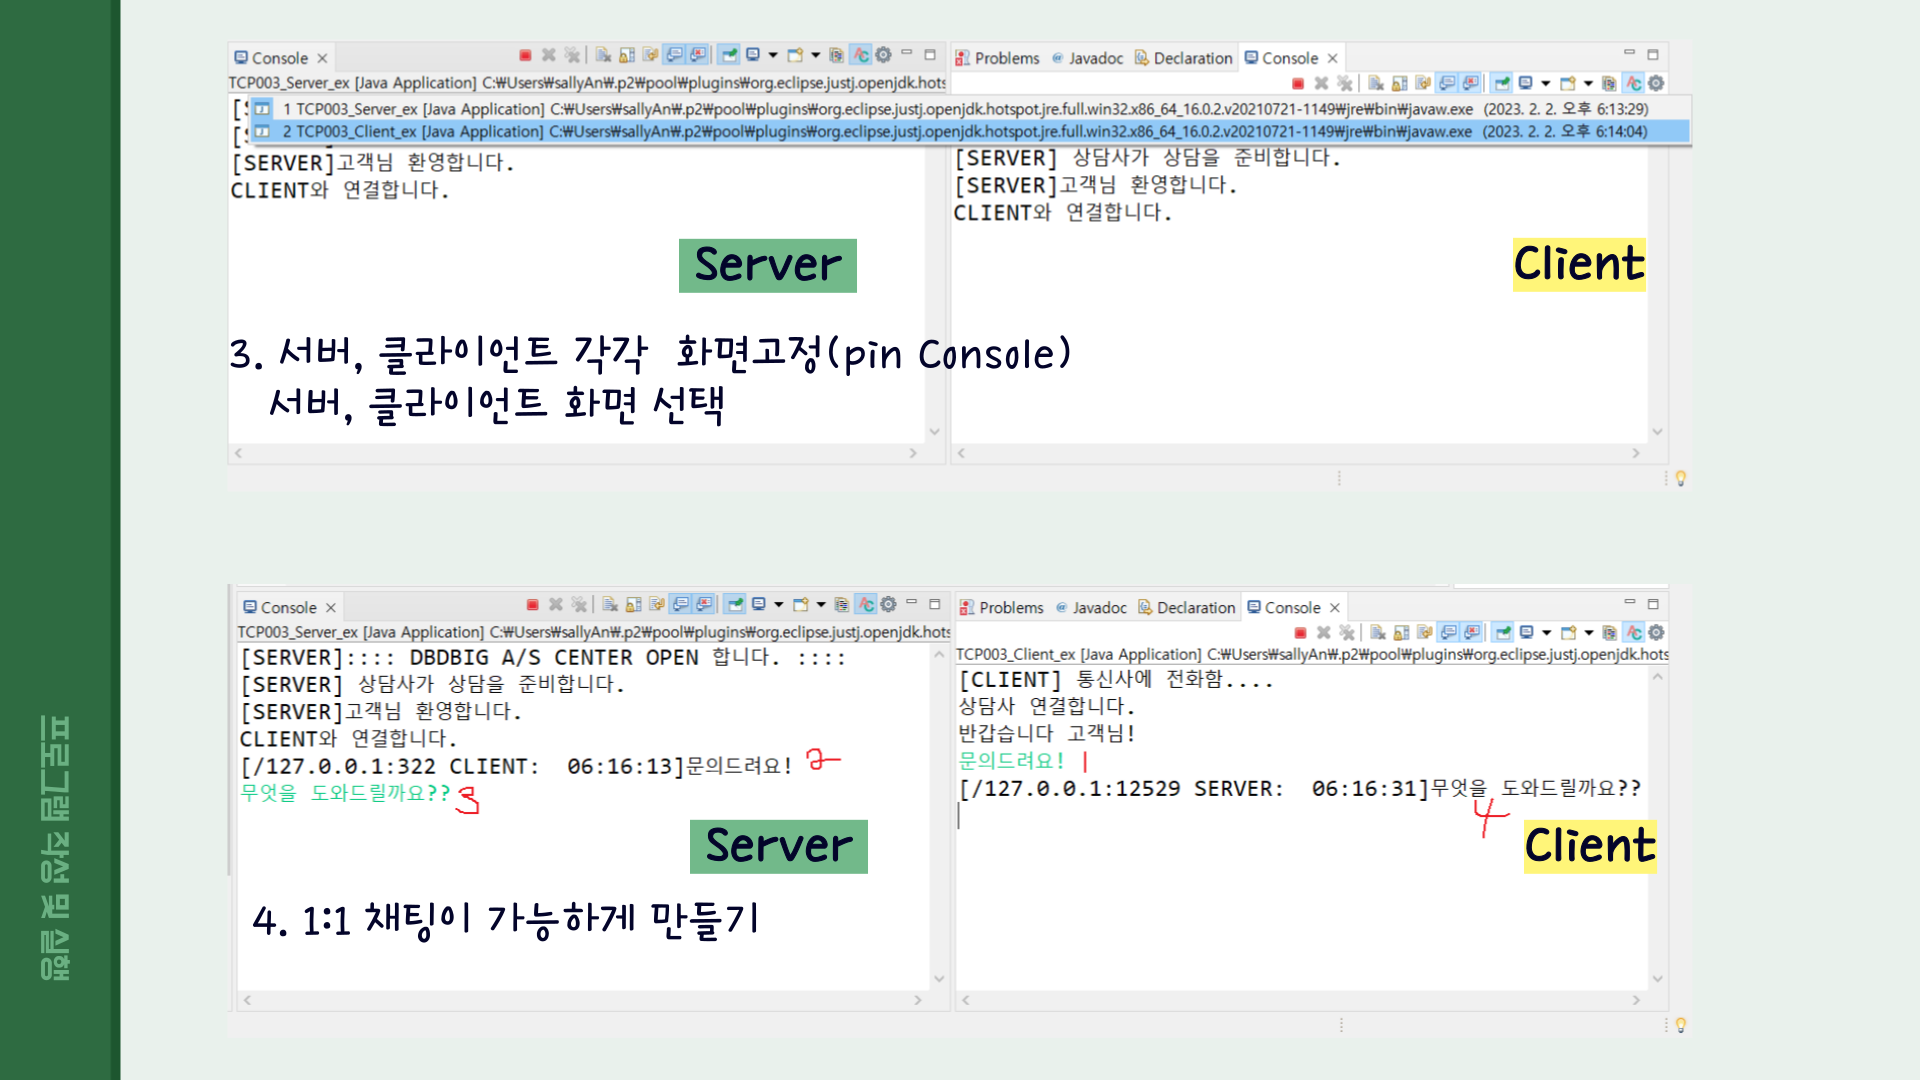 Console
TCP003_Server_ex [Java Application] C:₩Users₩sallyAn₩.p2₩pool₩plugins₩org.eclipse.justj.openjdk.hots
Problems @ Javadoc Declaration Console
1 TCP003_Server_ex [Java Application] C:₩Users₩sallyAn₩.p2₩pool₩plugins₩org.eclipse.justj.openjdk.hotspot.jre.full.win32.x86_64_16.0.2.v20210721-1149₩jre₩bin₩javaw.exe (2023. 2. 2. 오후 6:13:29)
2 TCP003_Client_ex [Java Application] C:₩Users₩sallyAn₩.p2₩pool₩plugins₩org.eclipse.justj.openjdk.hotspot.jre.full.win32.x86_64_16.0.2.v20210721-1149₩jre₩bin₩javaw.exe (2023. 2. 2. 오후 6:14:04)
[SERVER]고객님 환영합니다.
CLIENT와 연결합니다.
[SERVER] 상담사가 상담을 준비합니다.
[SERVER]고객님 환영합니다.
CLIENT와 연결합니다.
Server
Client
3. 서버, 클라이언트 각각 화면고정(pin Console)
서버, 클라이언트 화면 선택
Console
TCP003_Server_ex [Java Application] C:₩Users₩sallyAn₩.p2₩pool₩plugins₩org.eclipse.justj.openjdk.hots
[SERVER]:::: DBDBIG A/S CENTER OPEN 합니다. ::::
[SERVER] 상담사가 상담을 준비합니다.
[SERVER]고객님 환영합니다.
CLIENT와 연결합니다.
[/127.0.0.1:322 CLIENT: 06:16:13]문의드려요! 2
무엇을 도와드릴까요?? 3
Server
4. 1:1 채팅이 가능하게 만들기
Problems @ Javadoc Declaration Console
TCP003_Client_ex [Java Application] C:₩Users₩sallyAn₩.p2₩pool₩plugins₩org.eclipse.justj.openjdk.hots
[CLIENT] 통신사에 전화함....
상담사 연결합니다.
반갑습니다 고객님!
문의드려요! 1
[/127.0.0.1:12529 SERVER: 06:16:31]무엇을 도와드릴까요??
4
Client
프로그램 작성 및 실행